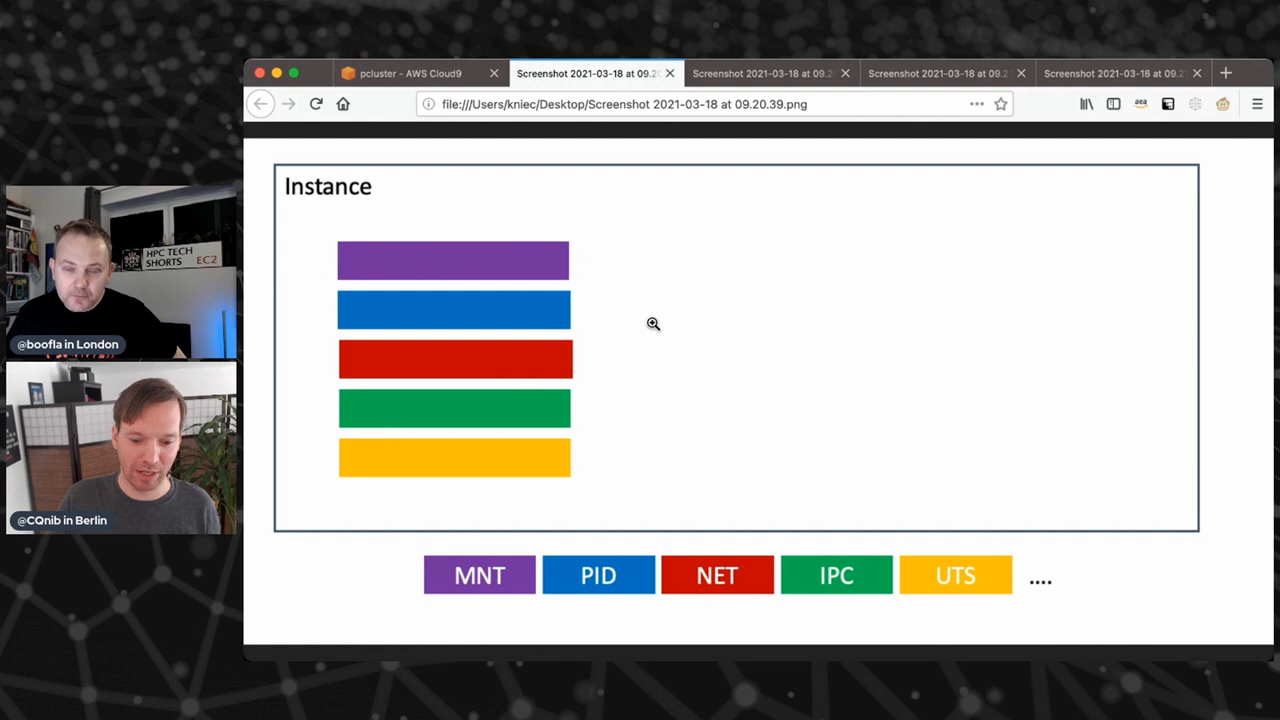 pcluster - AWS Cloud9
Screenshot 2021-03-18 at 09.20
Screenshot 2021-03-18 at 09.2
Screenshot 2021-03-18 at 09.2
Screenshot 2021-03-18 at 09.2
file:///Users/kniec/Desktop/Screenshot 2021-03-18 at 09.20.39.png
aea
Instance
HPC TECH
SHORTS EC2
@boofla in London
@CQnib in Berlin
MNT PID NET IPC UTS ....